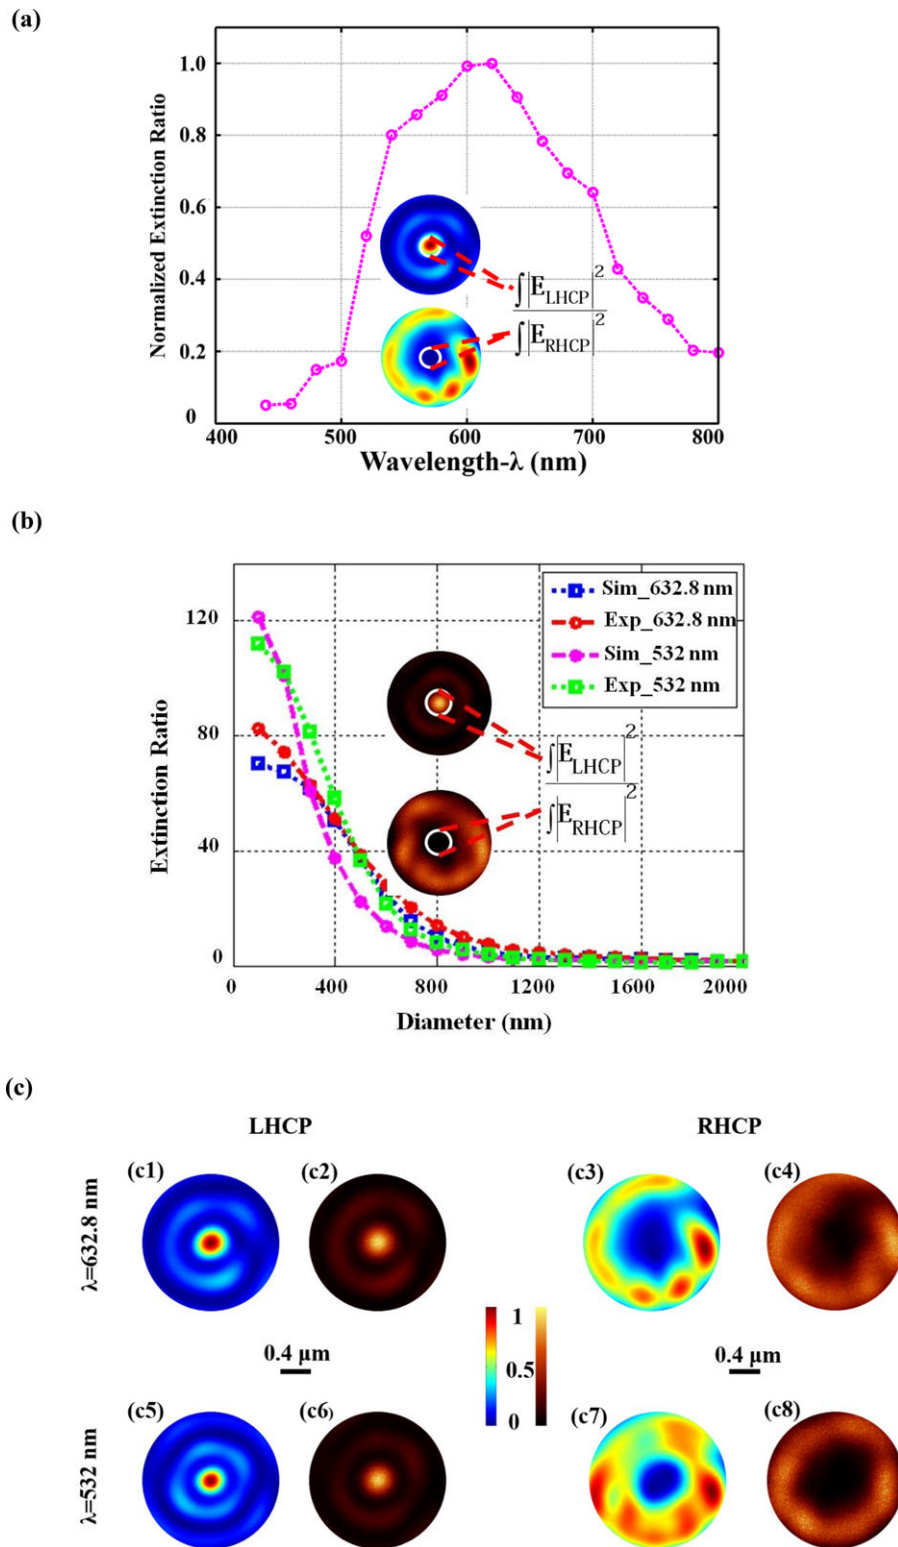 (a)
Normalized Extinction Ratio
1.0
0.8
0.6
0.4
0.2
0
∫|E_LHCP|²
∫|E_RHCP|²
400 500 600 700 800
Wavelength-λ (nm)
(b)
Extinction Ratio
120
80
40
0
Sim_632.8 nm
Exp_632.8 nm
Sim_532 nm
Exp_532 nm
∫|E_LHCP|²
∫|E_RHCP|²
0 400 800 1200 1600 2000
Diameter (nm)
(c)
LHCP RHCP
λ=632.8 nm
(c1) (c2) (c3) (c4)
1
0.5
0
0.4 μm 0.4 μm
λ=532 nm
(c5) (c6) (c7) (c8)